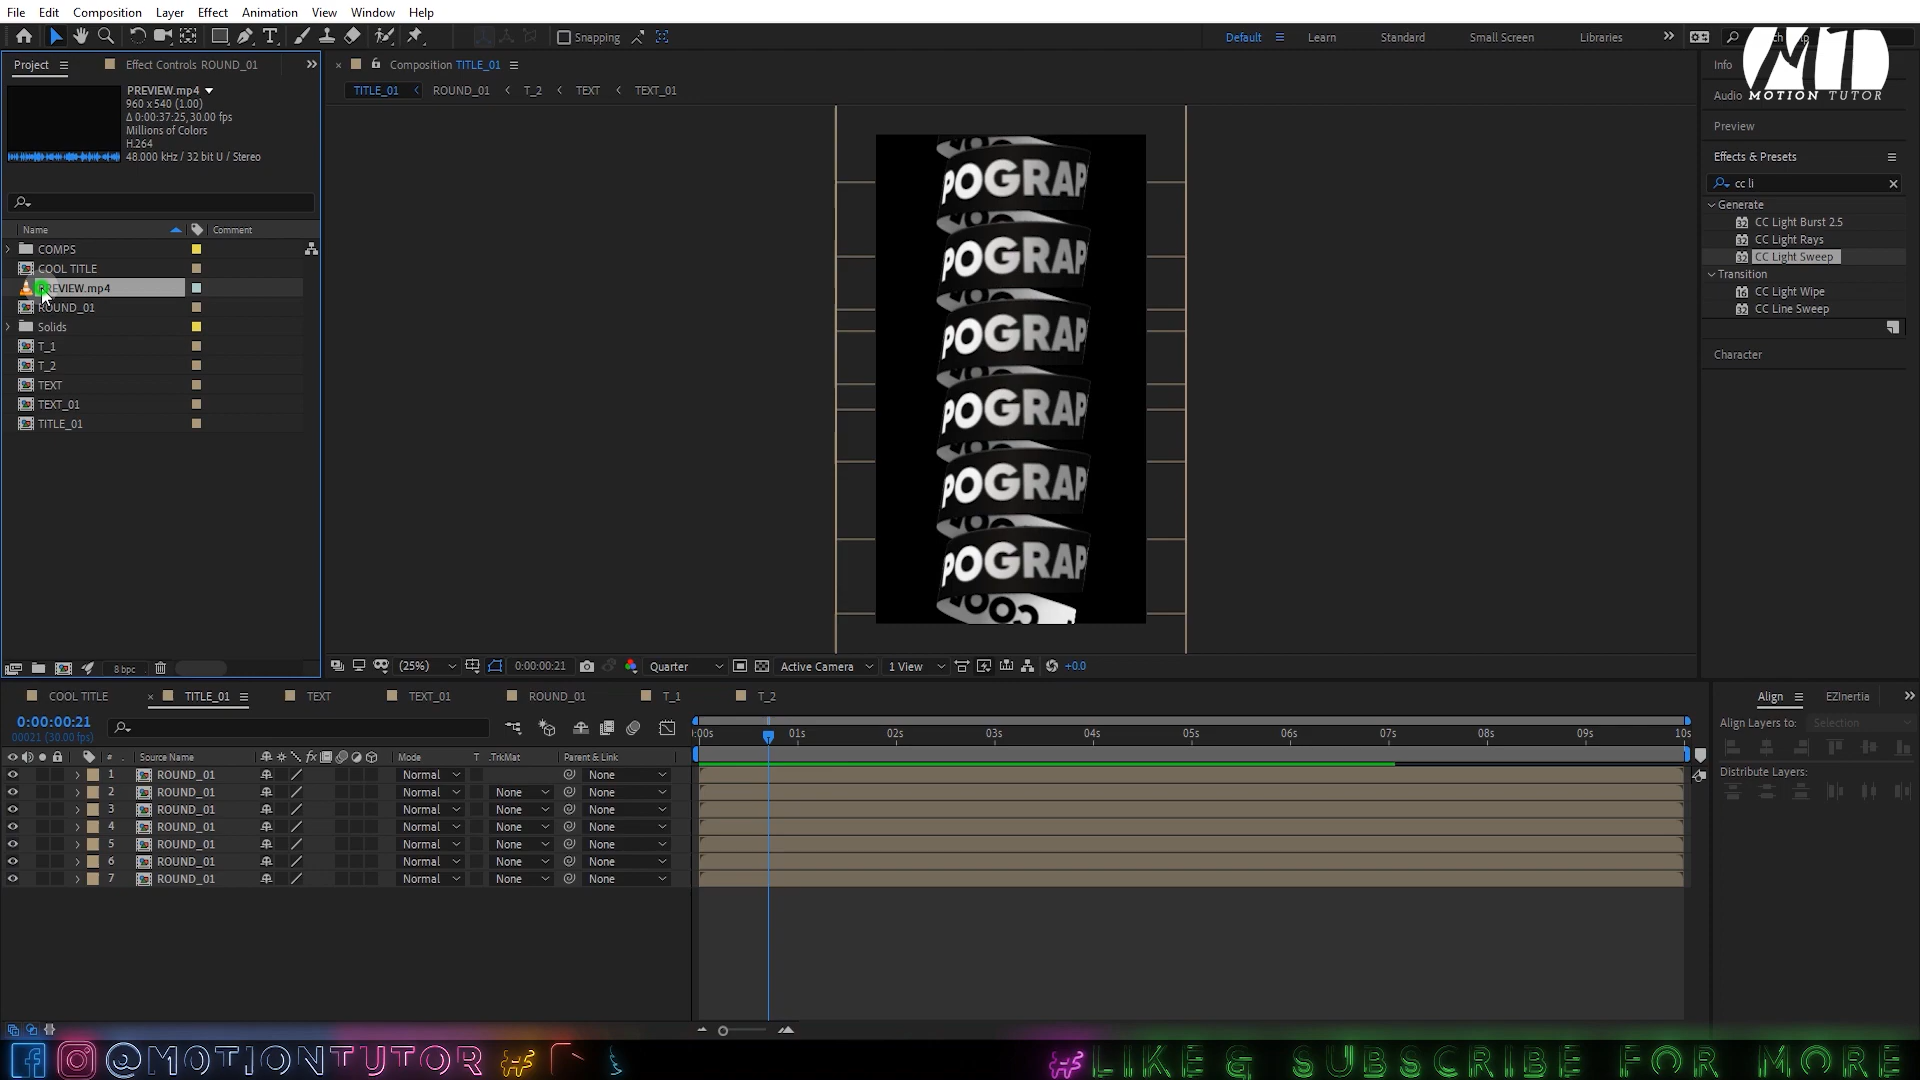 File Edit Composition Layer Effect Animation View Window Help
Snapping
Default Learn Standard Small Screen Libraries
MOTION TUTOR
Project Effect Controls ROUND_01
Composition TITLE_01
TITLE_01 ROUND_01 T_2 TEXT TEXT_01
PREVIEW.mp4
960 x 540 (1.00)
Δ 0:00:37:25, 30.00 fps
Millions of Colors
H.264
48.000 kHz / 32 bit U / Stereo
Name Comment
COMPS
COOL TITLE
PREVIEW.mp4
ROUND_01
Solids
T_1
T_2
TEXT
TEXT_01
TITLE_01
8 bpc
POGRAP
POGRAP
POGRAP
POGRAP
POGRAP
POGRAP
(25%) 0:00:00:21 Quarter Active Camera 1 View +0.0
Info
Audio
Preview
Effects & Presets
cc li
Generate
CC Light Burst 2.5
CC Light Rays
CC Light Sweep
Transition
CC Light Wipe
CC Line Sweep
Character
COOL TITLE TITLE_01 TEXT TEXT_01 ROUND_01 T_1 T_2
0:00:00:21
00021 (30.00 fps)
:00s 01s 02s 03s 04s 05s 06s 07s 08s 09s 10s
# Source Name Mode T .TrkMat Parent & Link
1 ROUND_01 Normal None
2 ROUND_01 Normal None None
3 ROUND_01 Normal None None
4 ROUND_01 Normal None None
5 ROUND_01 Normal None None
6 ROUND_01 Normal None None
7 ROUND_01 Normal None None
Align EZInertia
Align Layers to: Selection
Distribute Layers:
@MOTIONTUTOR #
#LIKE & SUBSCRIBE FOR MORE